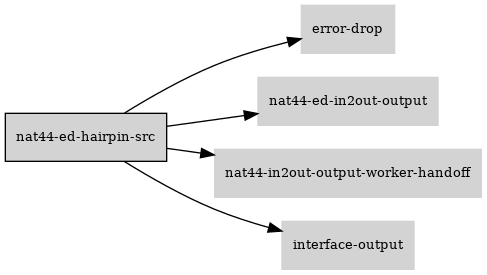 error-drop
nat44-ed-in2out-output
nat44-ed-hairpin-src
nat44-in2out-output-worker-handoff
interface-output